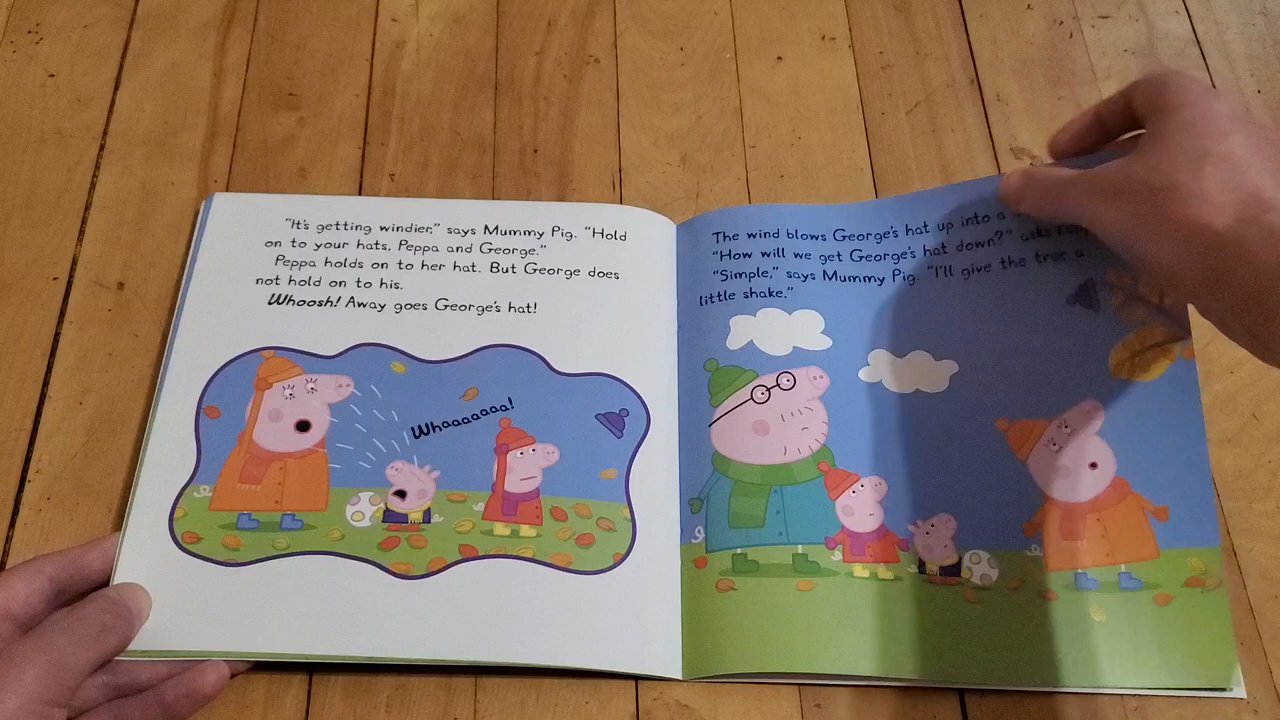 "It's getting windier," says Mummy Pig. "Hold
on to your hats, Peppa and George."
Peppa holds on to her hat. But George does
not hold on to his.
Whoosh! Away goes George's hat!
Whaaaaaaa!
The wind blows George's hat up into a
"How will we get George's hat down?" asks
"Simple," says Mummy Pig. "I'll give the tree a
little shake."